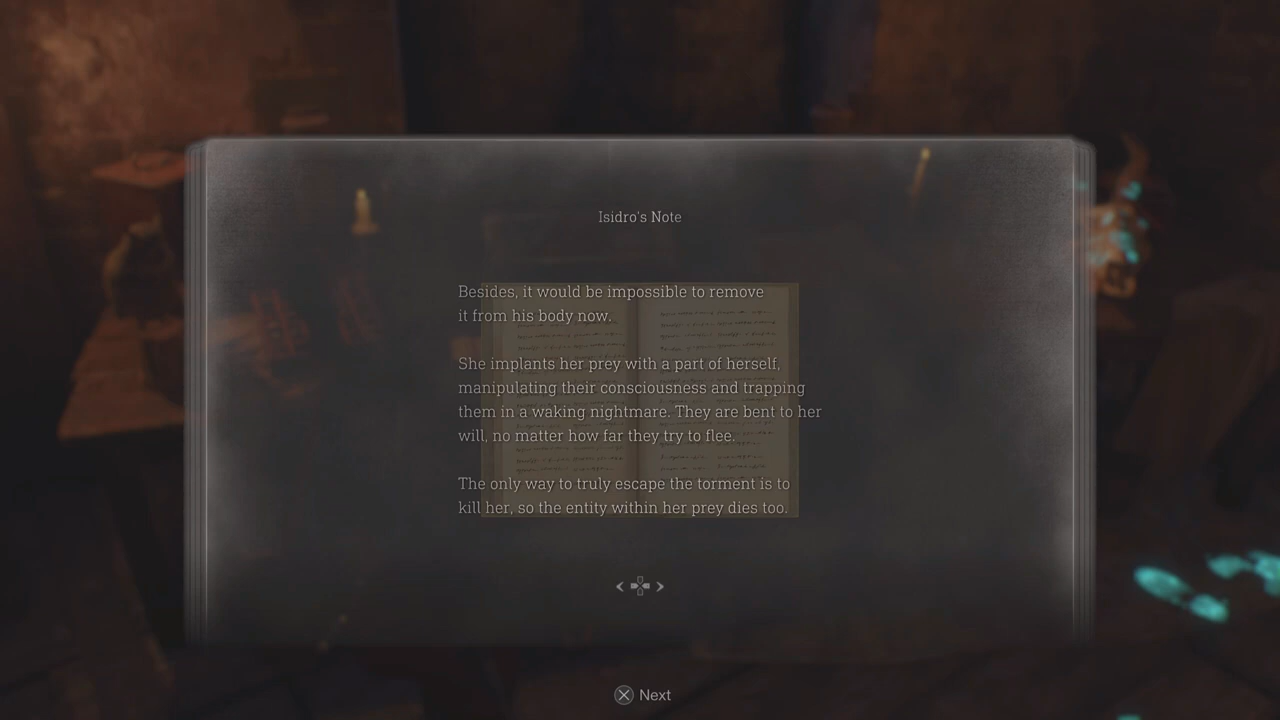 Isidro's Note
Besides, it would be impossible to remove
it from his body now.
She implants her prey with a part of herself,
manipulating their consciousness and trapping
them in a waking nightmare. They are bent to her
will, no matter how far they try to flee.
The only way to truly escape the torment is to
kill her, so the entity within her prey dies too.
Next